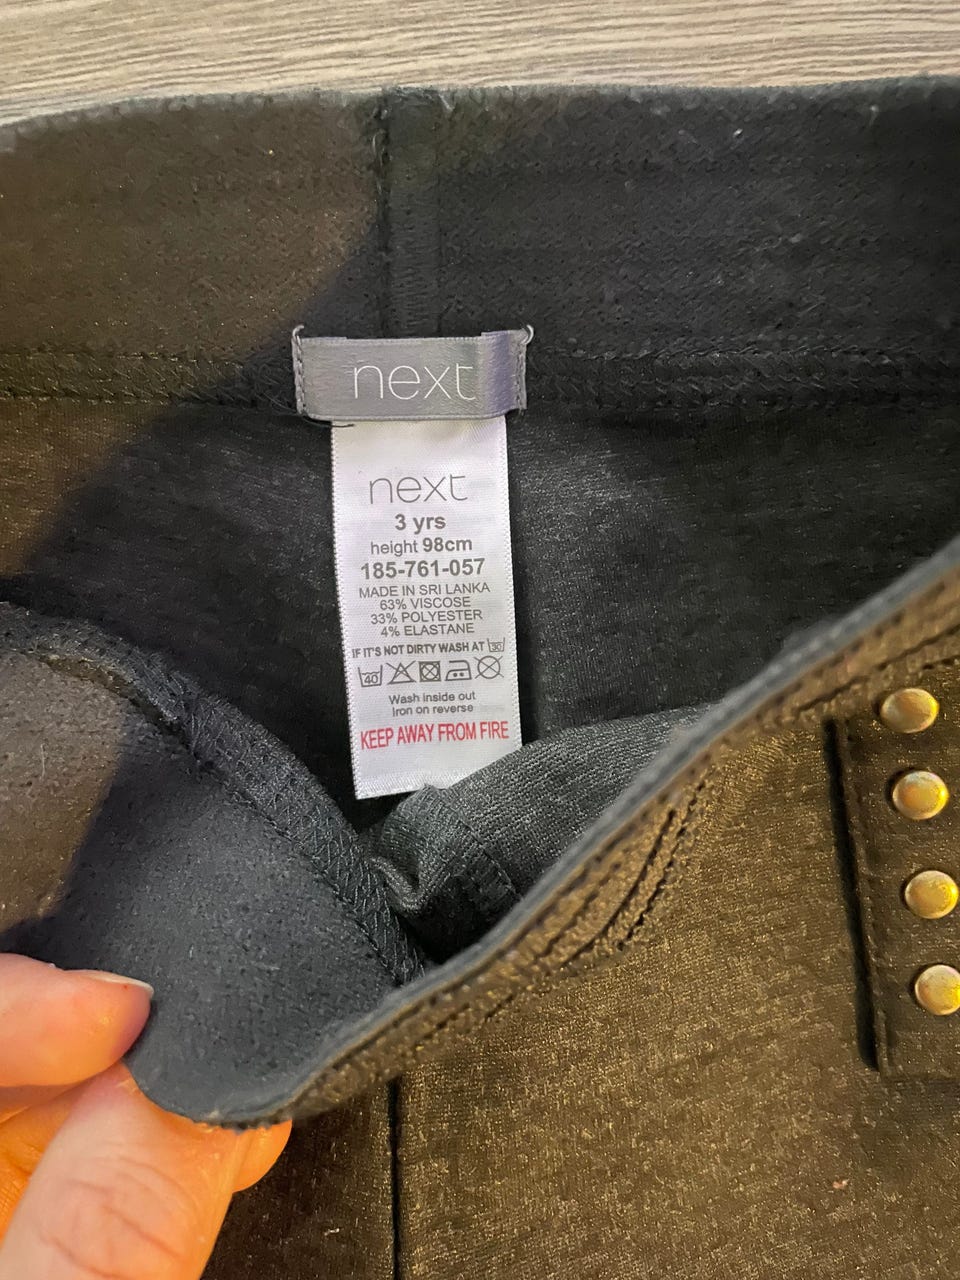 next
next
3 yrs
height 98cm
185-761-057
MADE IN SRI LANKA
63% VISCOSE
33% POLYESTER
4% ELASTANE
IF IT'S NOT DIRTY WASH AT 30
40
Wash inside out
Iron on reverse
KEEP AWAY FROM FIRE